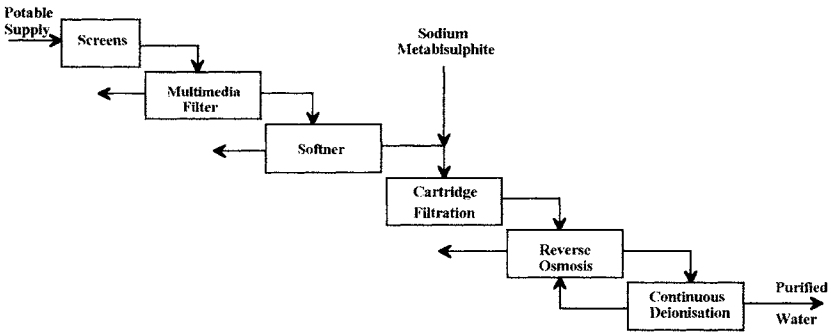 Potable
Supply
Screens
Sodium
Metabisulphite
Multimedia
Filter
Softner
Cartridge
Filtration
Reverse
Osmosis
Continuous
Deionisation
Purified
Water